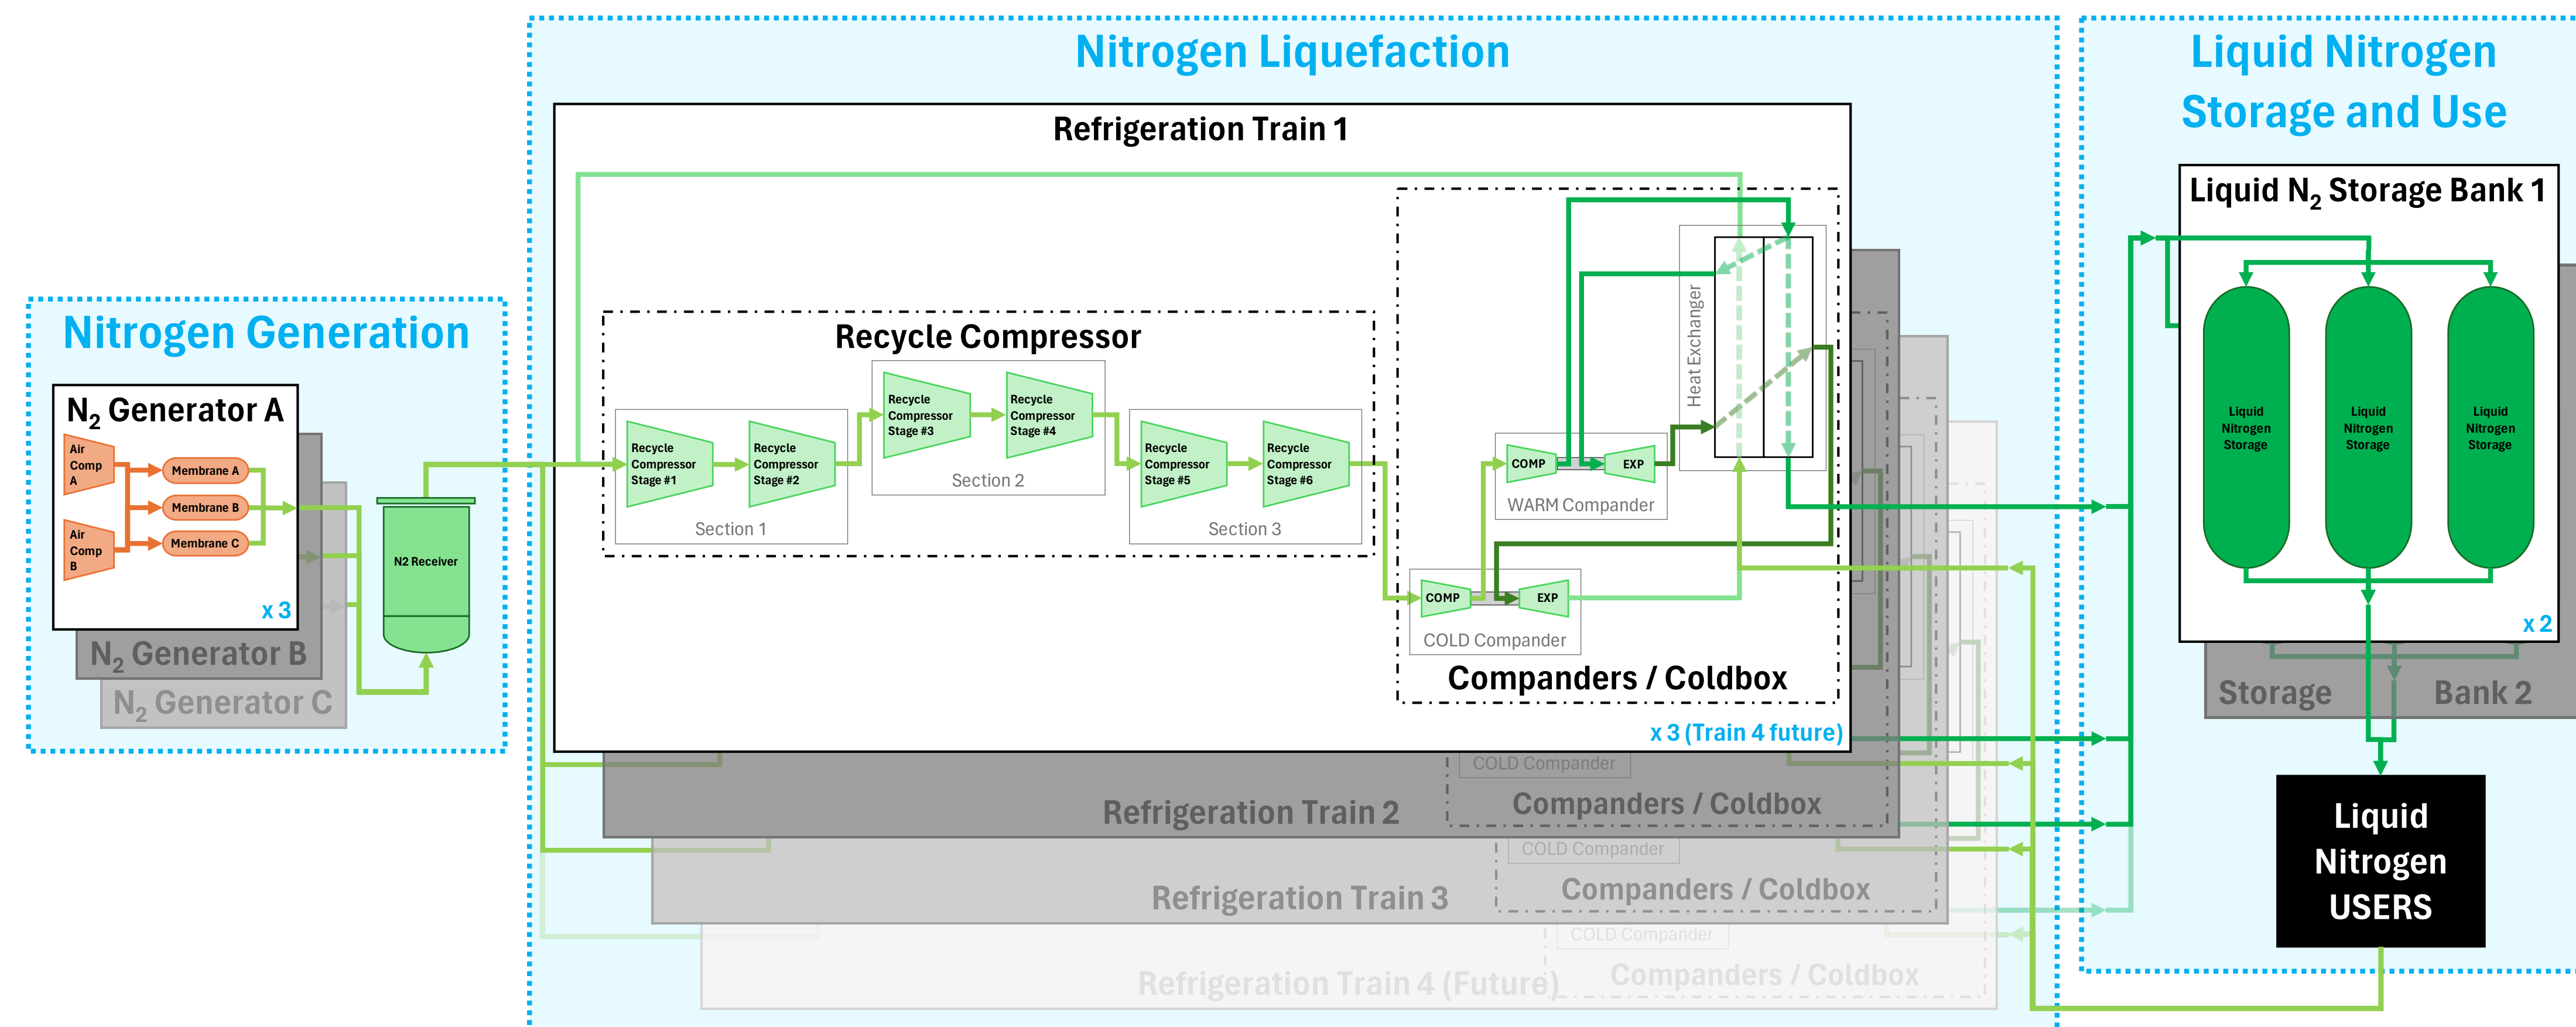 Nitrogen Generation
N₂ Generator A
Air
Comp
A
Air
Comp
B
Membrane A
Membrane B
Membrane C
x 3
N₂ Generator B
N₂ Generator C
N2 Receiver
Nitrogen Liquefaction
Refrigeration Train 1
Recycle Compressor
Recycle
Compressor
Stage #1
Recycle
Compressor
Stage #2
Section 1
Recycle
Compressor
Stage #3
Recycle
Compressor
Stage #4
Section 2
Recycle
Compressor
Stage #5
Recycle
Compressor
Stage #6
Section 3
Heat Exchanger
COMP
EXP
WARM Compander
COMP
EXP
COLD Compander
Companders / Coldbox
x 3 (Train 4 future)
COLD Compander
Companders / Coldbox
Refrigeration Train 2
COLD Compander
Companders / Coldbox
Refrigeration Train 3
COLD Compander
Companders / Coldbox
Refrigeration Train 4 (Future)
Liquid Nitrogen
Storage and Use
Liquid N₂ Storage Bank 1
Liquid
Nitrogen
Storage
Liquid
Nitrogen
Storage
Liquid
Nitrogen
Storage
x 2
Storage Bank 2
Liquid
Nitrogen
USERS